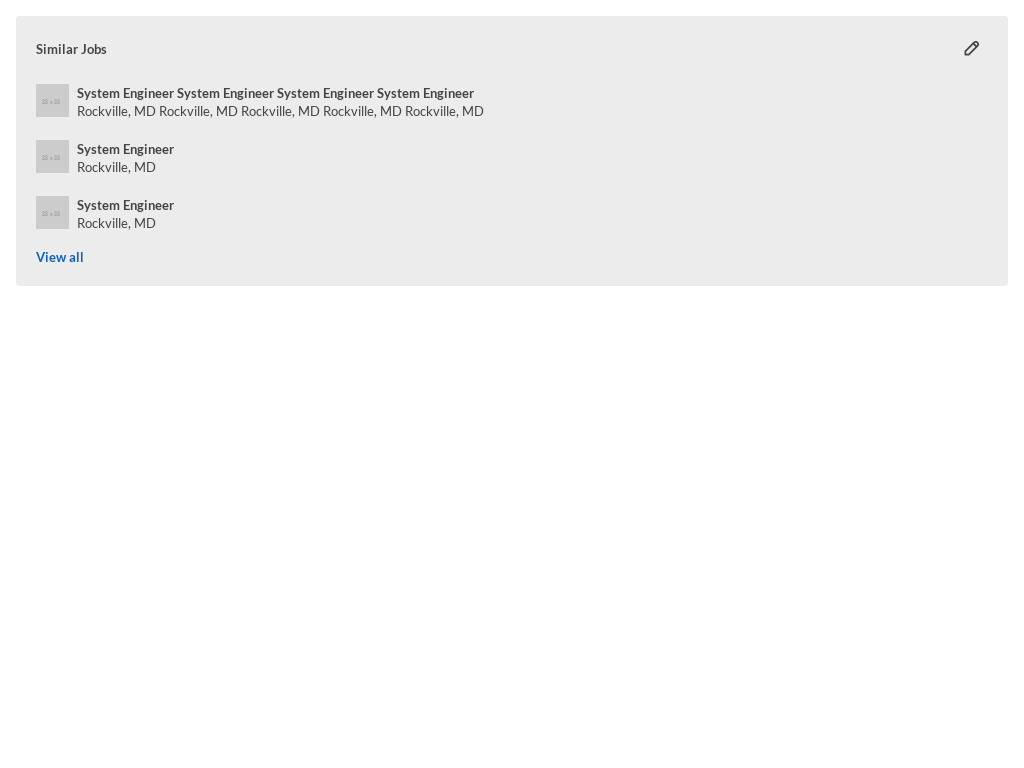 Similar Jobs
System Engineer System Engineer System Engineer System Engineer
Rockville, MD Rockville, MD Rockville, MD Rockville, MD Rockville, MD
System Engineer
Rockville, MD
System Engineer
Rockville, MD
View all